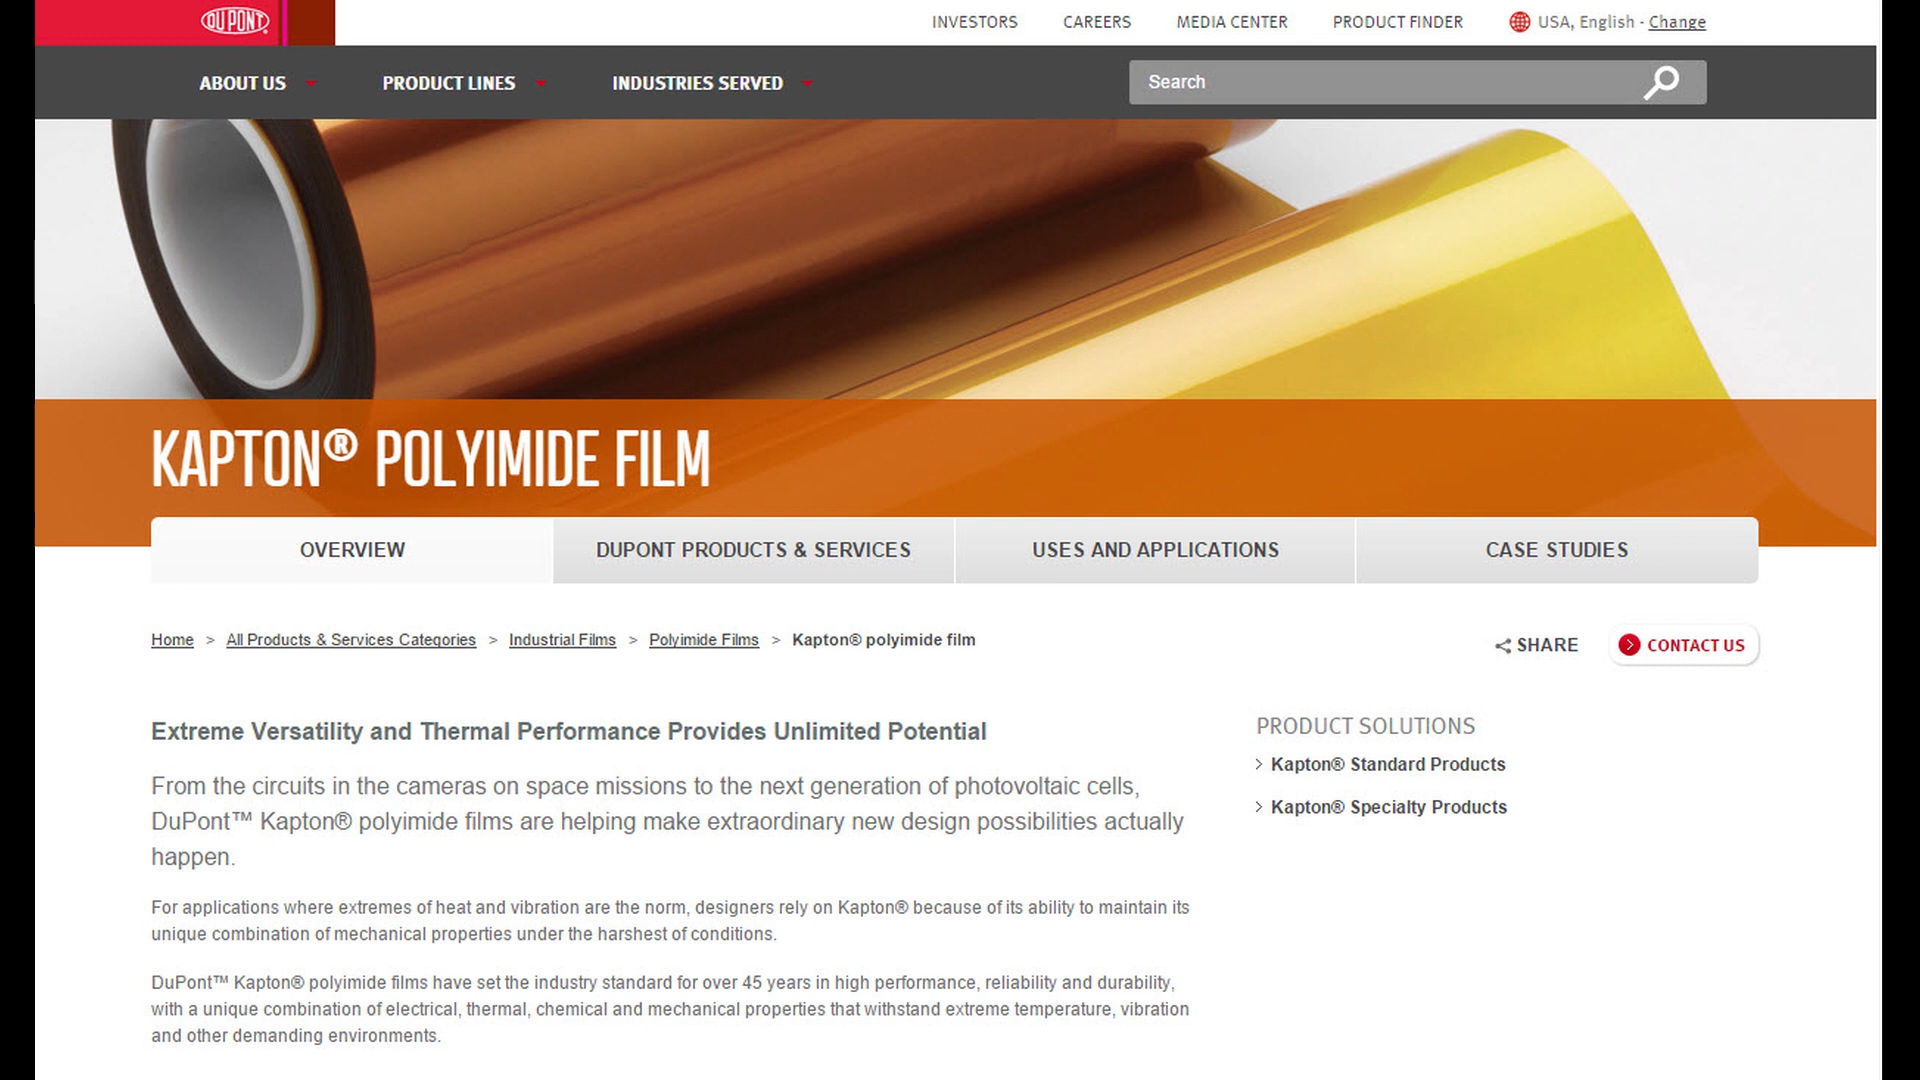 DUPONT
INVESTORS CAREERS MEDIA CENTER PRODUCT FINDER USA, English - Change
ABOUT US PRODUCT LINES INDUSTRIES SERVED Search
KAPTON® POLYIMIDE FILM
OVERVIEW DUPONT PRODUCTS & SERVICES USES AND APPLICATIONS CASE STUDIES
Home > All Products & Services Categories > Industrial Films > Polyimide Films > Kapton® polyimide film
SHARE CONTACT US
Extreme Versatility and Thermal Performance Provides Unlimited Potential
From the circuits in the cameras on space missions to the next generation of photovoltaic cells,
DuPont™ Kapton® polyimide films are helping make extraordinary new design possibilities actually
happen.
For applications where extremes of heat and vibration are the norm, designers rely on Kapton® because of its ability to maintain its
unique combination of mechanical properties under the harshest of conditions.
DuPont™ Kapton® polyimide films have set the industry standard for over 45 years in high performance, reliability and durability,
with a unique combination of electrical, thermal, chemical and mechanical properties that withstand extreme temperature, vibration
and other demanding environments.
PRODUCT SOLUTIONS
> Kapton® Standard Products
> Kapton® Specialty Products